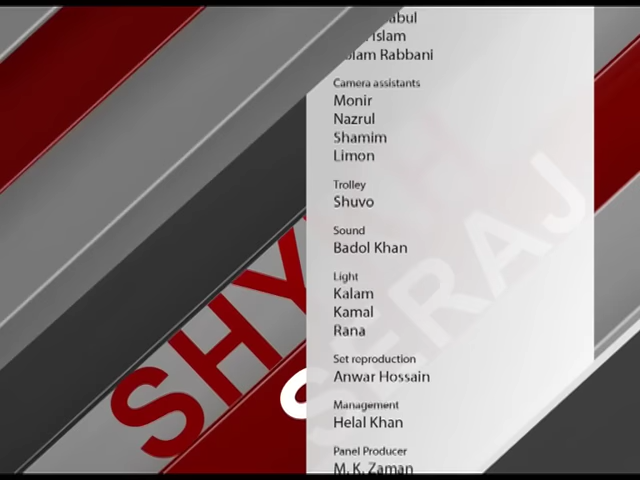 Islam
Rabbani
Camera assistants
Monir
Nazrul
Shamim
Limon
Trolley
Shuvo
Sound
Badol Khan
Light
Kalam
Kamal
Rana
Set reproduction
Anwar Hossain
Management
Helal Khan
Panel Producer
M. K. Zaman
SERAJ